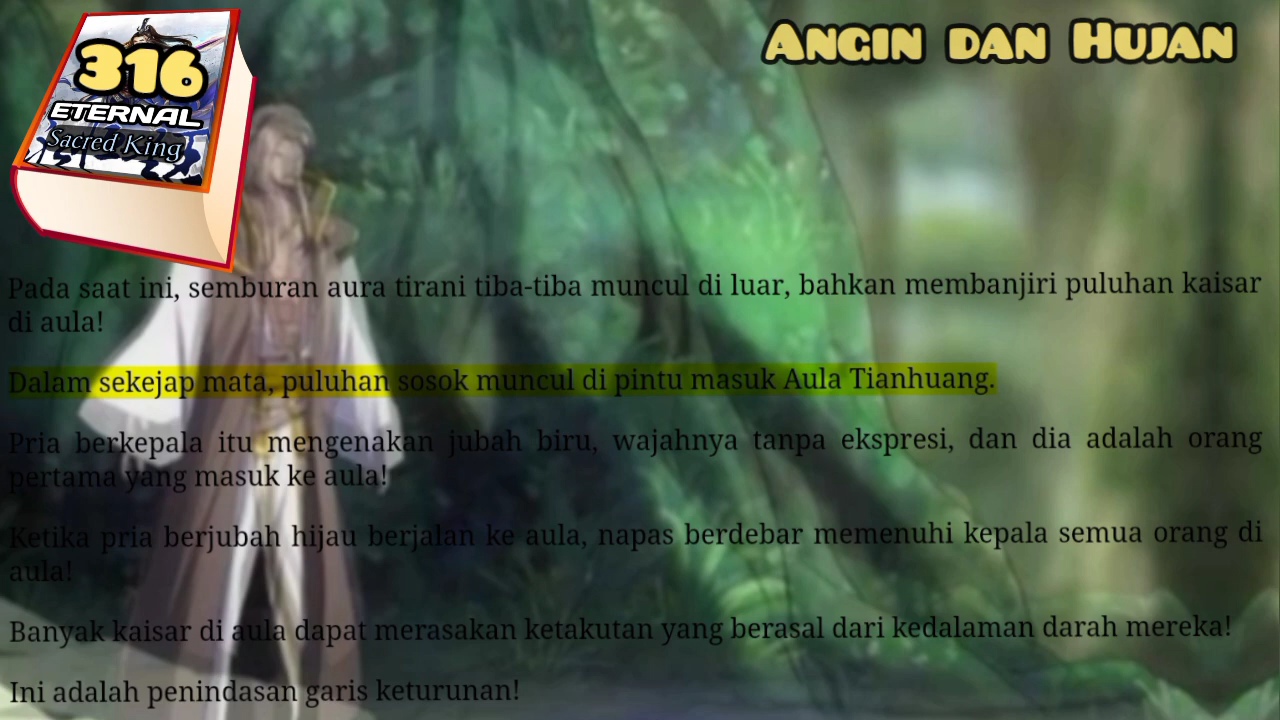 316
ETERNAL
Sacred King
Angin dan Hujan
Pada saat ini, semburan aura tirani tiba-tiba muncul di luar, bahkan membanjiri puluhan kaisar
di aula!
Dalam sekejap mata, puluhan sosok muncul di pintu masuk Aula Tianhuang.
Pria berkepala itu mengenakan jubah biru, wajahnya tanpa ekspresi, dan dia adalah orang
pertama yang masuk ke aula!
Ketika pria berjubah hijau berjalan ke aula, napas berdebar memenuhi kepala semua orang di
aula!
Banyak kaisar di aula dapat merasakan ketakutan yang berasal dari kedalaman darah mereka!
Ini adalah penindasan garis keturunan!